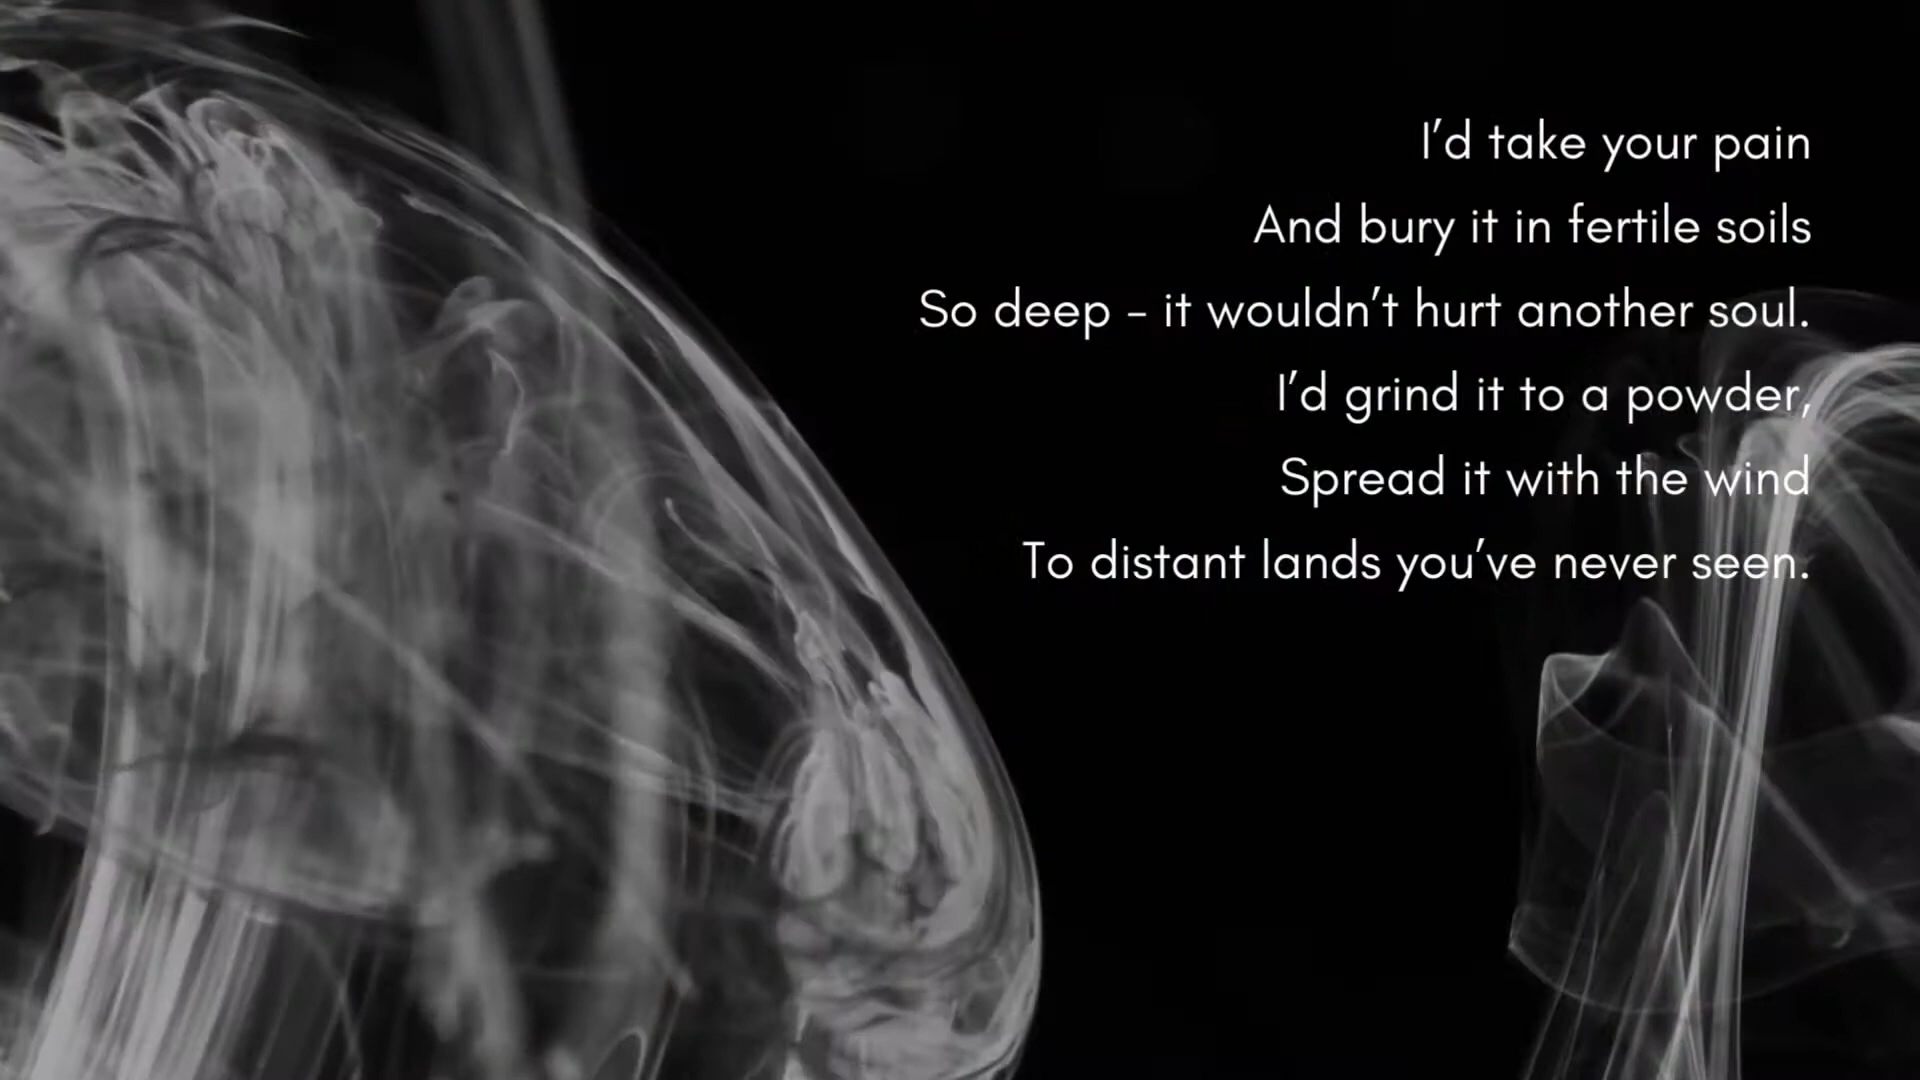 I’d take your pain
And bury it in fertile soils
So deep - it wouldn’t hurt another soul.
I’d grind it to a powder,
Spread it with the wind
To distant lands you’ve never seen.